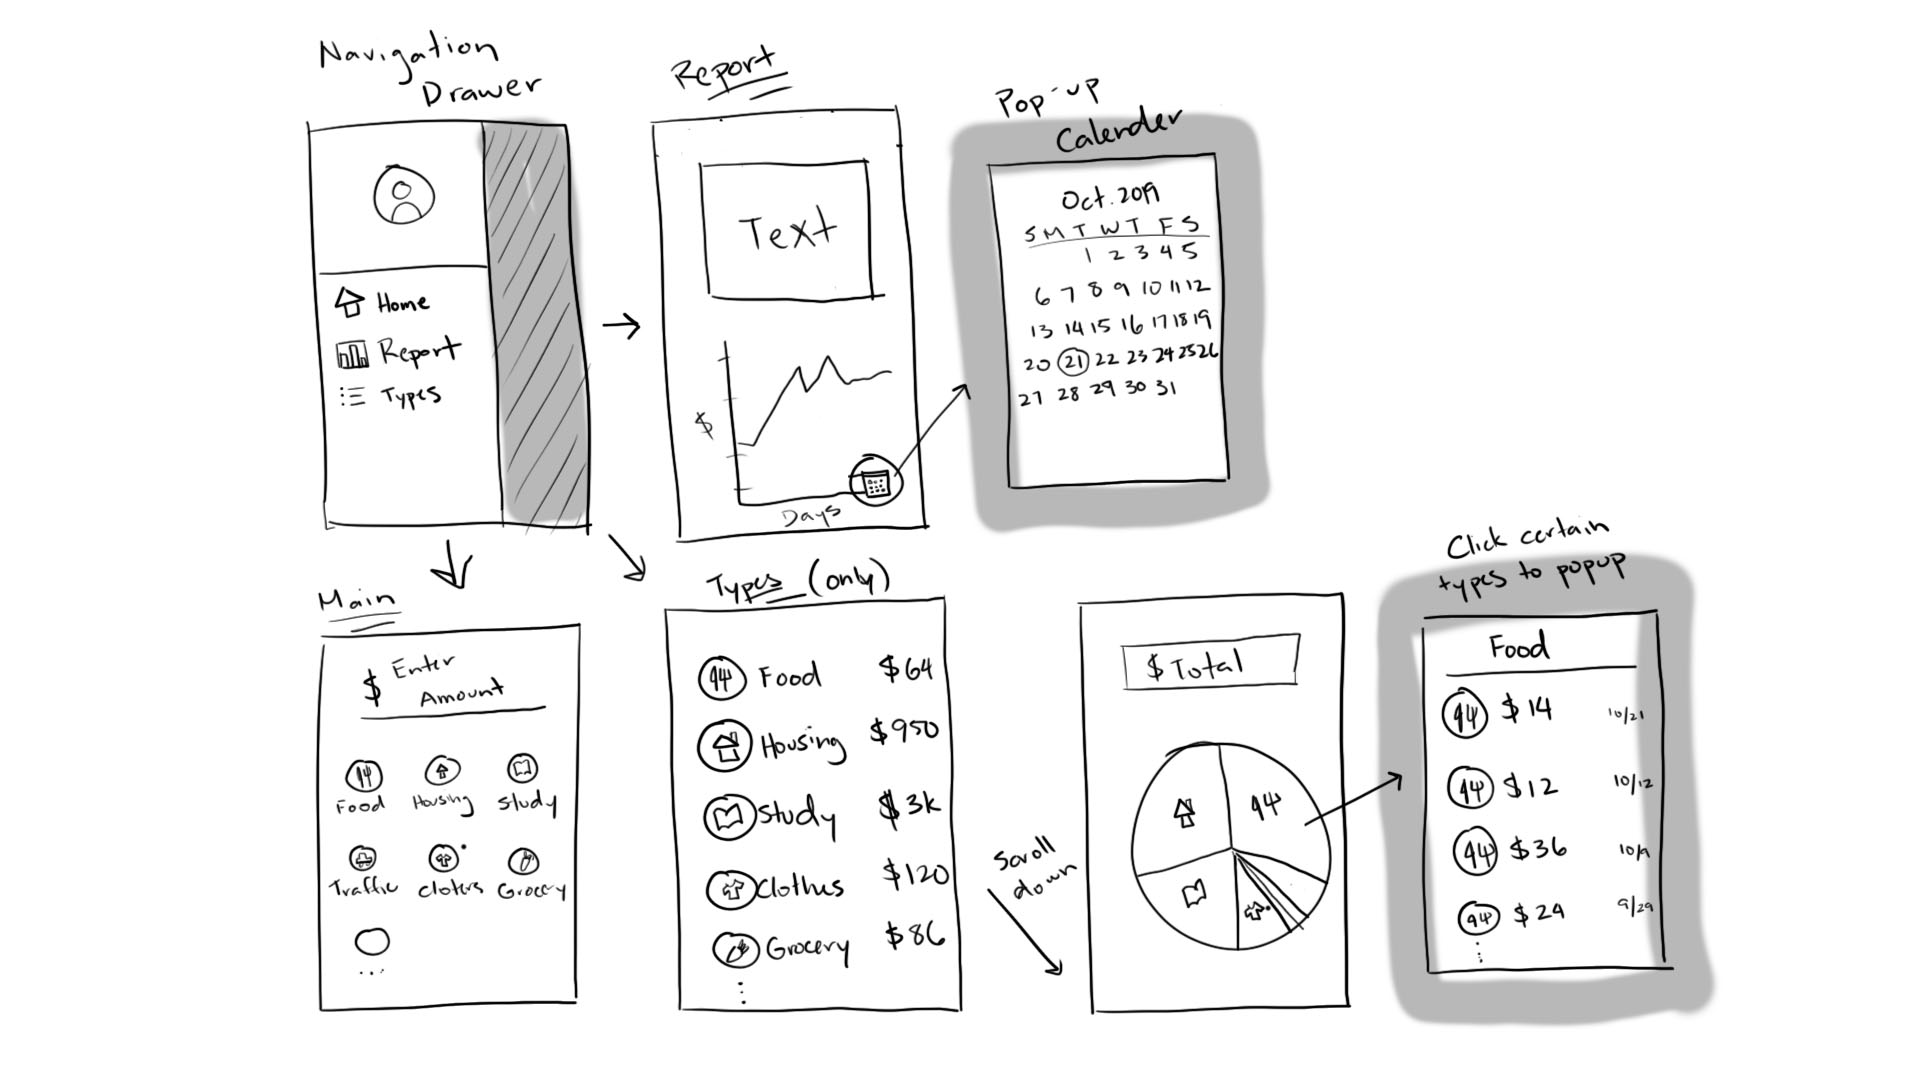 Navigation
Drawer
Home
Report
Types
Report
Text
$
Days
Pop-up
Calender
Oct. 2019
S M T W T F S
1 2 3 4 5
6 7 8 9 10 11 12
13 14 15 16 17 18 19
20 21 22 23 24 25 26
27 28 29 30 31
Main
$ Enter
Amount
Food Housing Study
Traffic Cloters Grocery
...
Types (only)
Food $64
Housing $950
Study $3k
Clothes $120
Grocery $86
Scroll
down
$ Total
Click certain
types to popup
Food
$14 10/21
$12 10/12
$36 10/9
$24 9/29